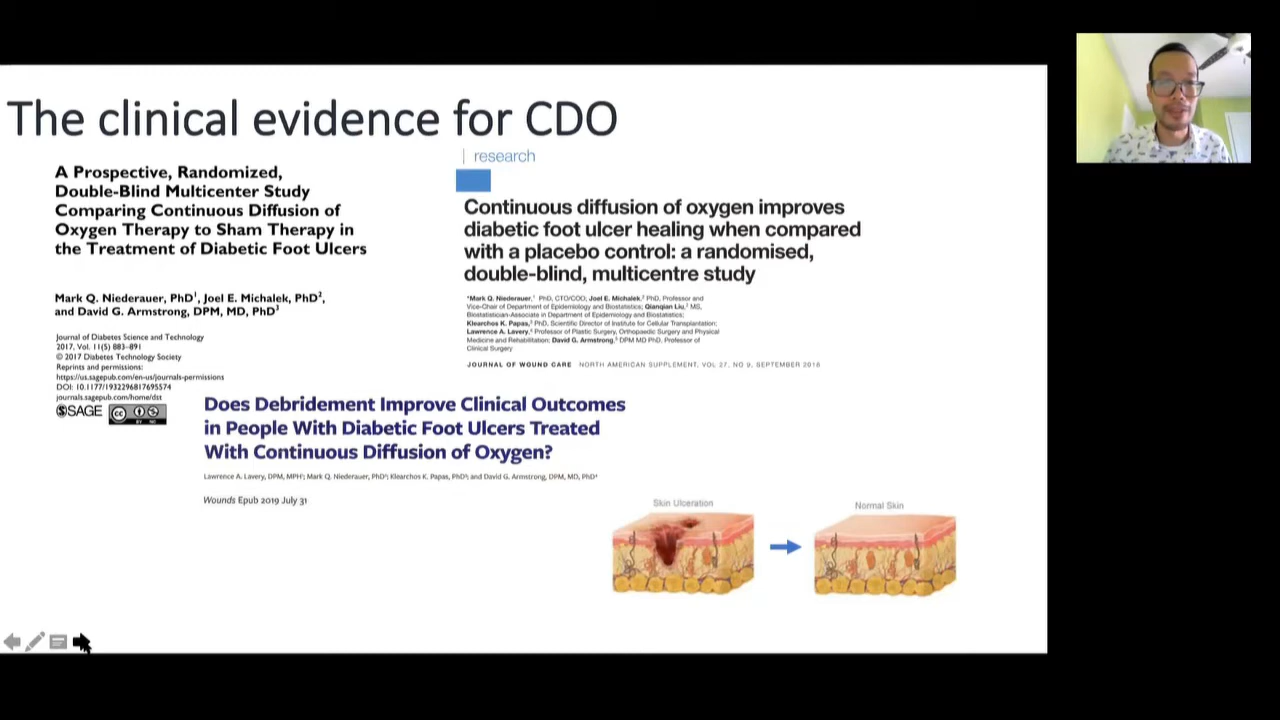 The clinical evidence for CDO
A Prospective, Randomized,
Double-Blind Multicenter Study
Comparing Continuous Diffusion of
Oxygen Therapy to Sham Therapy in
the Treatment of Diabetic Foot Ulcers
Mark Q. Niederauer, PhD1, Joel E. Michalek, PhD2,
and David G. Armstrong, DPM, MD, PhD3
Journal of Diabetes Science and Technology
2017, Vol. 11(5) 883–891
© 2017 Diabetes Technology Society
Reprints and permissions:
https://us.sagepub.com/en-us/journals-permissions
DOI: 10.1177/1932296817695574
journals.sagepub.com/home/dst
SAGE
cc
BY NC
| research
Continuous diffusion of oxygen improves
diabetic foot ulcer healing when compared
with a placebo control: a randomised,
double-blind, multicentre study
*Mark Q. Niederauer,1 PhD, CTO/COO; Joel E. Michalek,2 PhD, Professor and
Vice-Chair of Department of Epidemiology and Biostatistics; Qianqian Liu,2 MS,
Biostatistician-Associate in Department of Epidemiology and Biostatistics;
Klearchos K. Papas,3 PhD, Scientific Director of Institute for Cellular Transplantation;
Lawrence A. Lavery,4 Professor of Plastic Surgery, Orthopaedic Surgery and Physical
Medicine and Rehabilitation; David G. Armstrong,5 DPM MD PhD, Professor of
Clinical Surgery
JOURNAL OF WOUND CARE NORTH AMERICAN SUPPLEMENT, VOL 27, NO 9, SEPTEMBER 2018
Does Debridement Improve Clinical Outcomes
in People With Diabetic Foot Ulcers Treated
With Continuous Diffusion of Oxygen?
Lawrence A. Lavery, DPM, MPH1; Mark Q. Niederauer, PhD2; Klearchos K. Papas, PhD3; and David G. Armstrong, DPM, MD, PhD4
Wounds Epub 2019 July 31
Skin Ulceration
Normal Skin